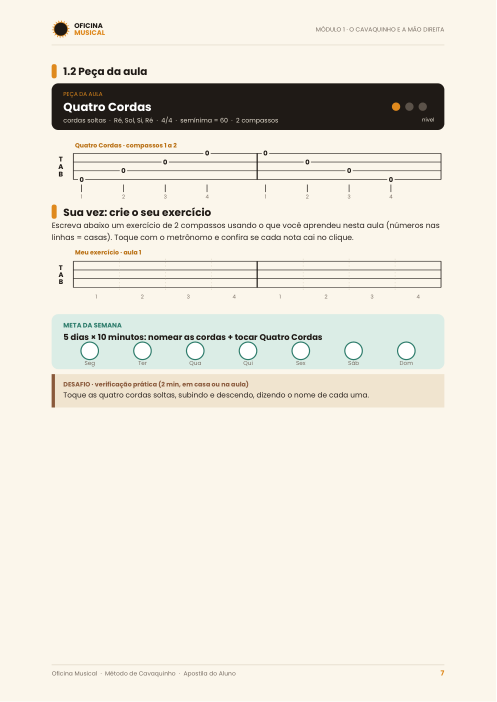 OFICINA
MUSICAL
MÓDULO 1 · O CAVAQUINHO E A MÃO DIREITA
1.2 Peça da aula
PEÇA DA AULA
Quatro Cordas
cordas soltas · Ré, Sol, Si, Ré · 4/4 · semínima = 60 · 2 compassos
nível
Quatro Cordas · compassos 1 a 2
T
A
B
0 0 0 0 0 0 0 0
1 2 3 4 1 2 3 4
Sua vez: crie o seu exercício
Escreva abaixo um exercício de 2 compassos usando o que você aprendeu nesta aula (números nas
linhas = casas). Toque com o metrônomo e confira se cada nota cai no clique.
Meu exercício · aula 1
T
A
B
1 2 3 4 1 2 3 4
META DA SEMANA
5 dias × 10 minutos: nomear as cordas + tocar Quatro Cordas
Seg Ter Qua Qui Sex Sáb Dom
DESAFIO · verificação prática (2 min, em casa ou na aula)
Toque as quatro cordas soltas, subindo e descendo, dizendo o nome de cada uma.
Oficina Musical · Método de Cavaquinho · Apostila do Aluno
7